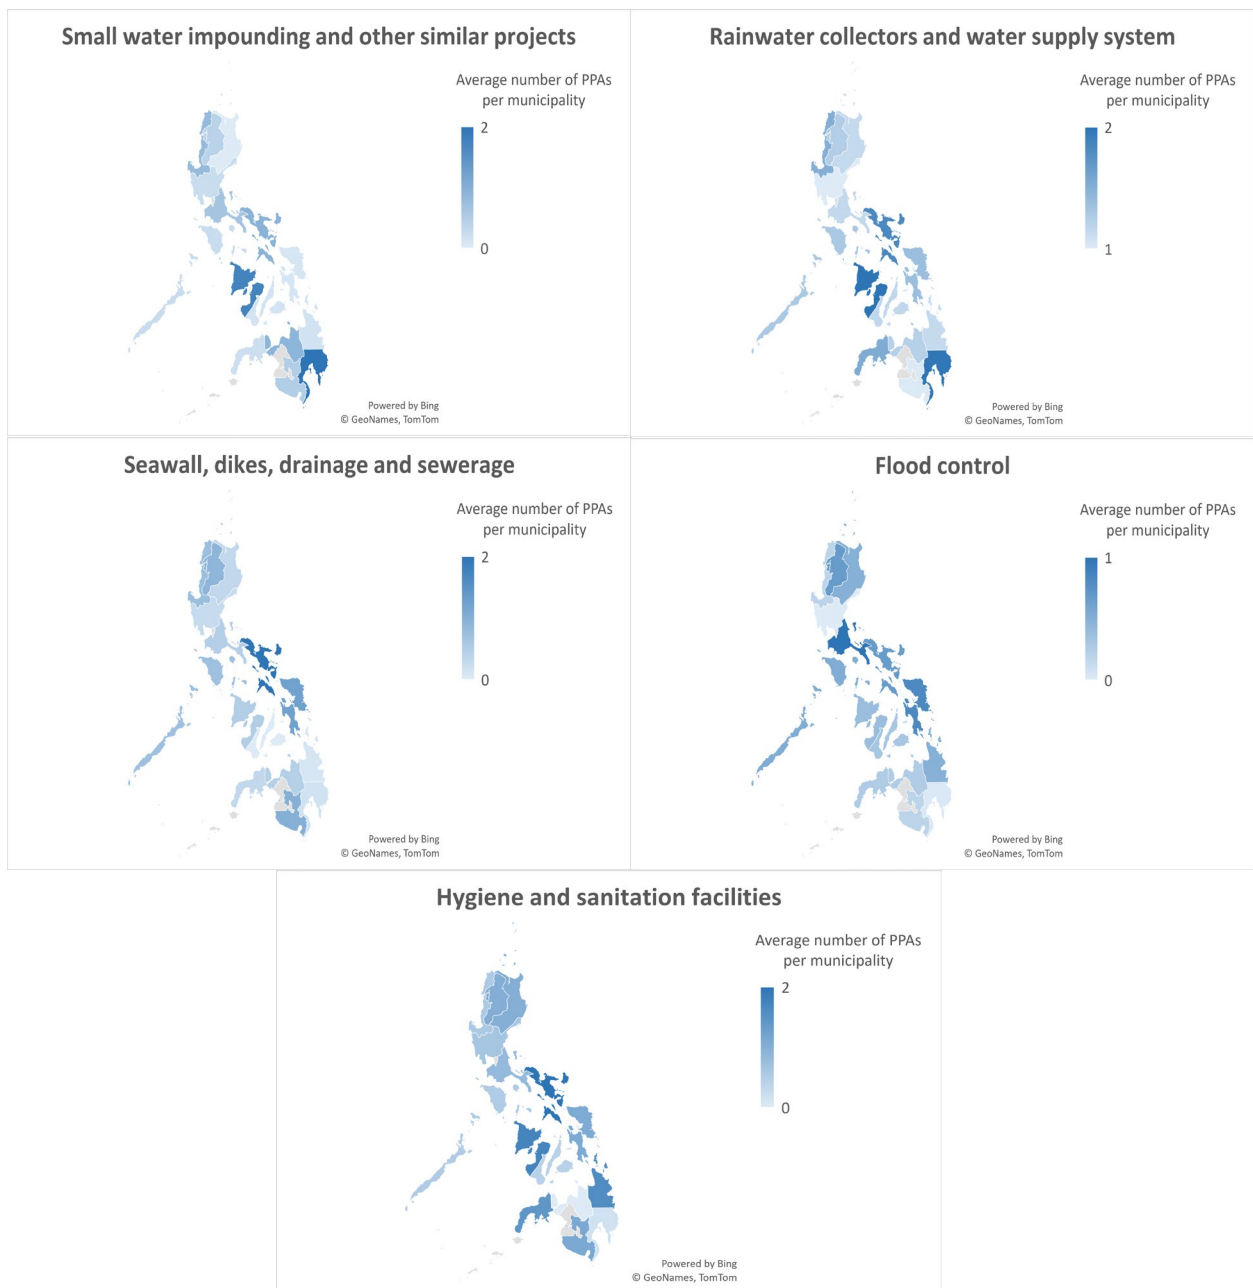 Small water impounding and other similar projects
Average number of PPAs
per municipality
2
0
Powered by Bing
© GeoNames, TomTom
Rainwater collectors and water supply system
Average number of PPAs
per municipality
2
1
Powered by Bing
© GeoNames, TomTom
Seawall, dikes, drainage and sewerage
Average number of PPAs
per municipality
2
0
Powered by Bing
© GeoNames, TomTom
Flood control
Average number of PPAs
per municipality
1
0
Powered by Bing
© GeoNames, TomTom
Hygiene and sanitation facilities
Average number of PPAs
per municipality
2
0
Powered by Bing
© GeoNames, TomTom